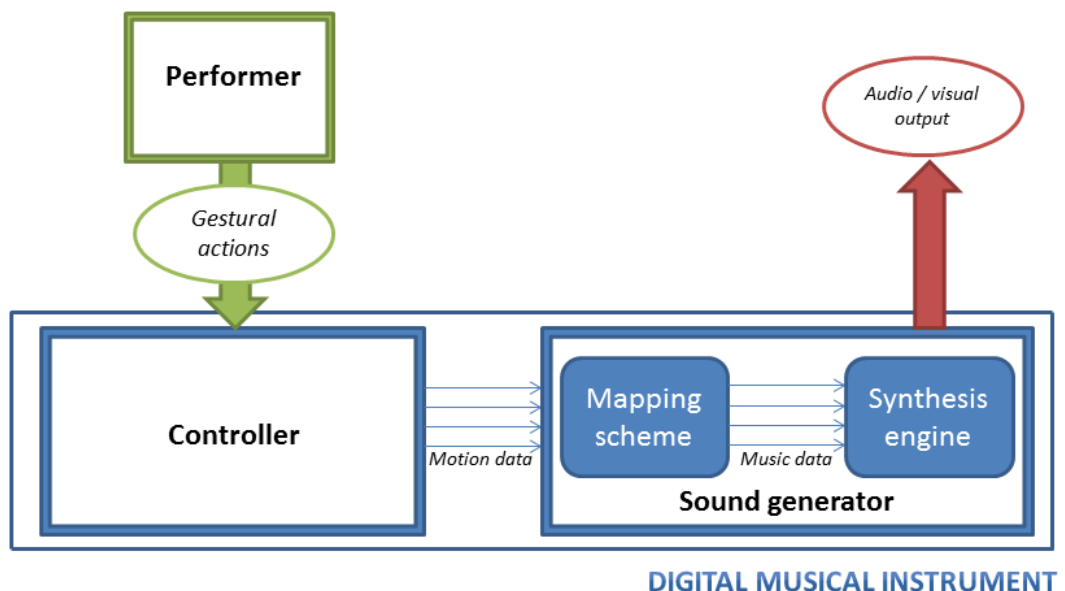 Performer
Audio / visual
output
Gestural
actions
Controller
Motion data
Mapping
scheme
Music data
Synthesis
engine
Sound generator
DIGITAL MUSICAL INSTRUMENT